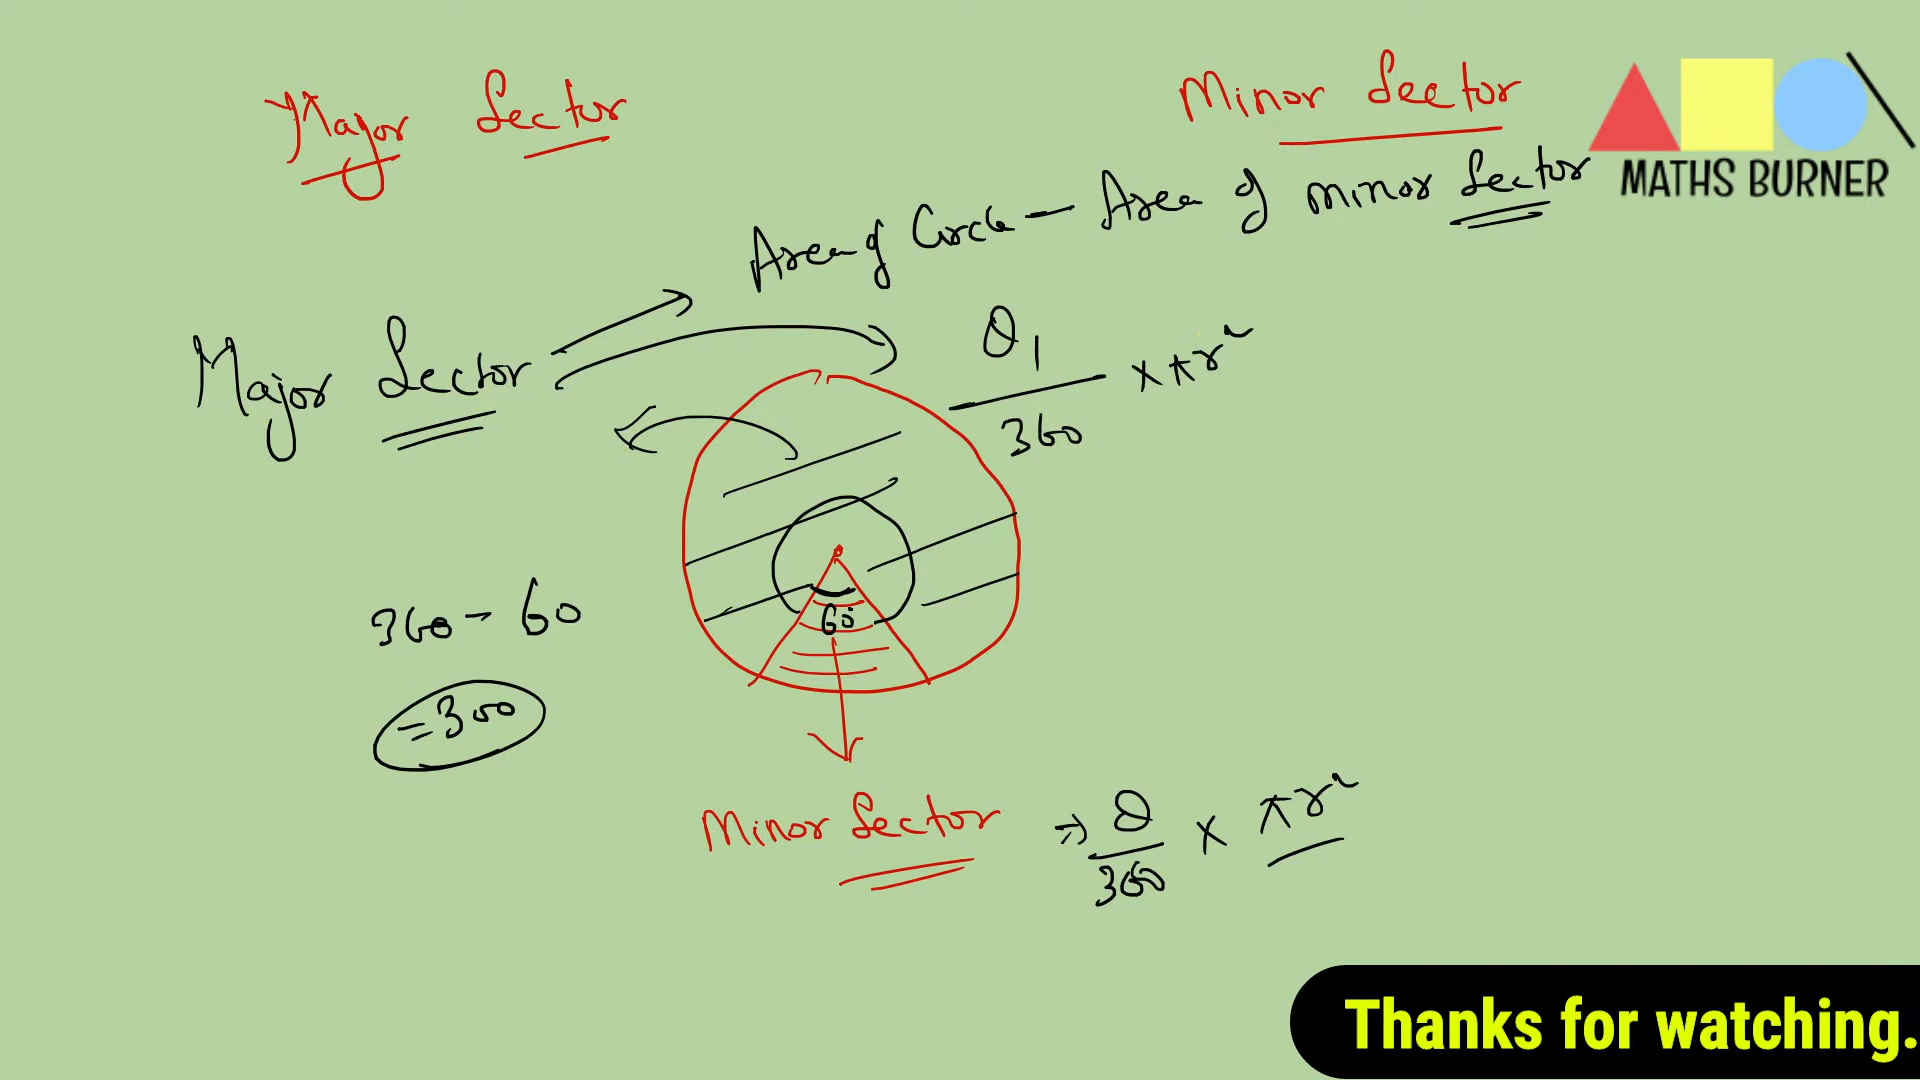 Major Sector
Minor Sector
MATHS BURNER
Area of Circle — Area of minor Sector
Major Sector
θ1
360
× πr²
60
360 - 60
= 300
Minor Sector
⇒ θ
360
× πr²
Thanks for watching.